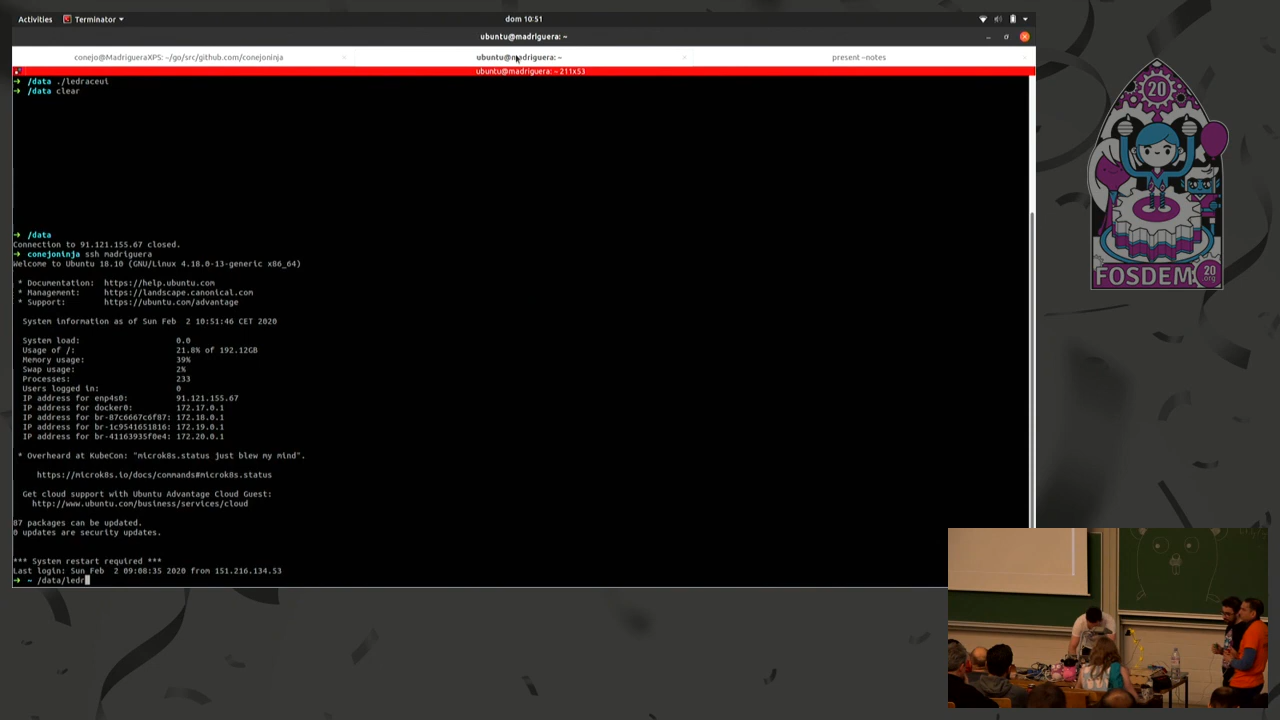 Activities
Terminator
dom 10:51
ubuntu@madriguera: ~
conejo@MadrigueraXPS: ~/go/src/github.com/conejoninja
ubuntu@madriguera: ~
present –notes
ubuntu@madriguera: ~ 211x53
➜ /data ./ledraceui
➜ /data clear
➜ /data
Connection to 91.121.155.67 closed.
➜ conejoninja ssh madriguera
Welcome to Ubuntu 18.10 (GNU/Linux 4.18.0-13-generic x86_64)
* Documentation: https://help.ubuntu.com
* Management: https://landscape.canonical.com
* Support: https://ubuntu.com/advantage
System information as of Sun Feb 2 10:51:46 CET 2020
System load: 0.0
Usage of /: 21.8% of 192.12GB
Memory usage: 39%
Swap usage: 2%
Processes: 233
Users logged in: 0
IP address for enp4s0: 91.121.155.67
IP address for docker0: 172.17.0.1
IP address for br-87c6667c6f87: 172.18.0.1
IP address for br-1c9541651816: 172.19.0.1
IP address for br-41163935f0e4: 172.20.0.1
* Overheard at KubeCon: "microk8s.status just blew my mind".
https://microk8s.io/docs/commands#microk8s.status
Get cloud support with Ubuntu Advantage Cloud Guest:
http://www.ubuntu.com/business/services/cloud
87 packages can be updated.
0 updates are security updates.
*** System restart required ***
Last login: Sun Feb 2 09:08:35 2020 from 151.216.134.53
➜ ~ /data/ledr
20
FOSDEM
20
.org